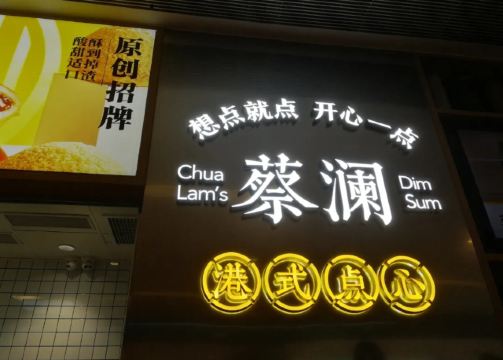 原创招牌
酥到掉渣
酸甜适口
想点就点 开心一点
Chua Lam's
蔡澜
Dim Sum
港式点心